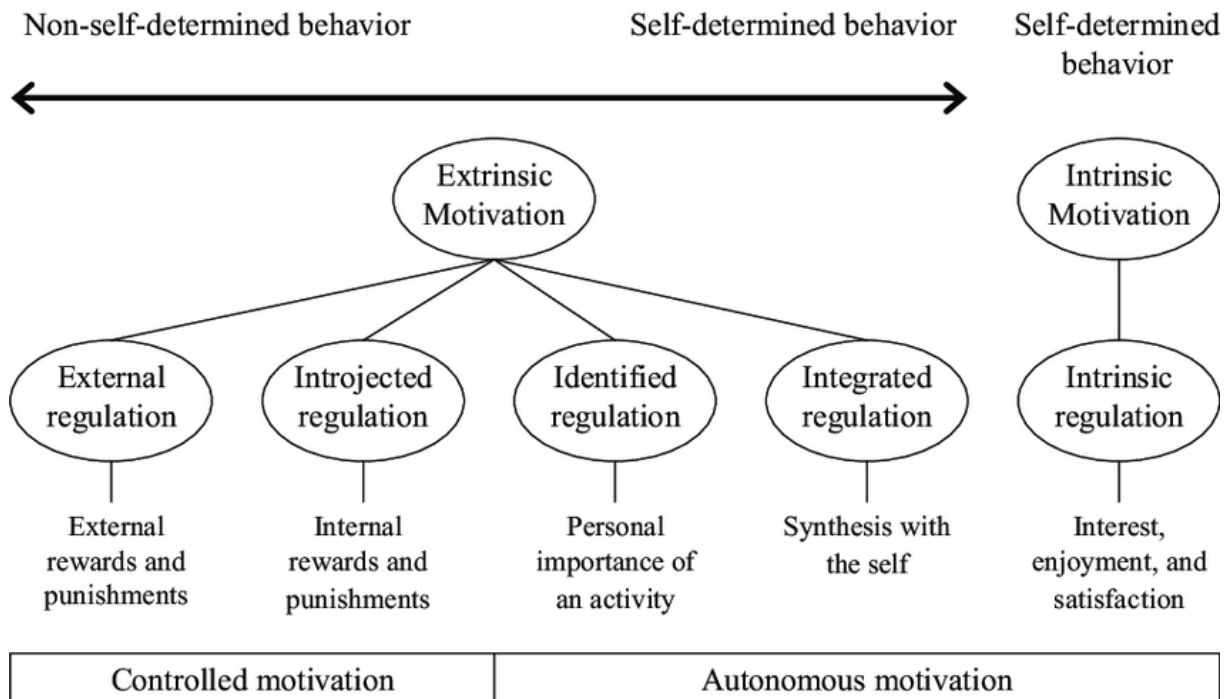 Non-self-determined behavior
Self-determined behavior
Self-determined
behavior
Extrinsic
Motivation
Intrinsic
Motivation
External
regulation
Introjected
regulation
Identified
regulation
Integrated
regulation
Intrinsic
regulation
External
rewards and
punishments
Internal
rewards and
punishments
Personal
importance of
an activity
Synthesis with
the self
Interest,
enjoyment, and
satisfaction
Controlled motivation
Autonomous motivation